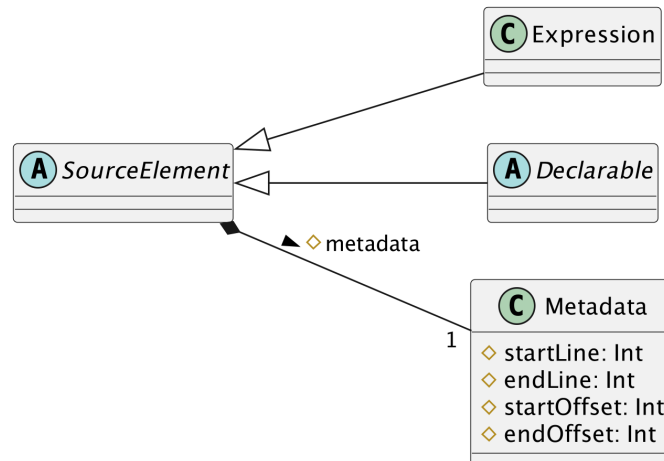 C Expression
A SourceElement
A Declarable
metadata
1
C Metadata
startLine: Int
endLine: Int
startOffset: Int
endOffset: Int